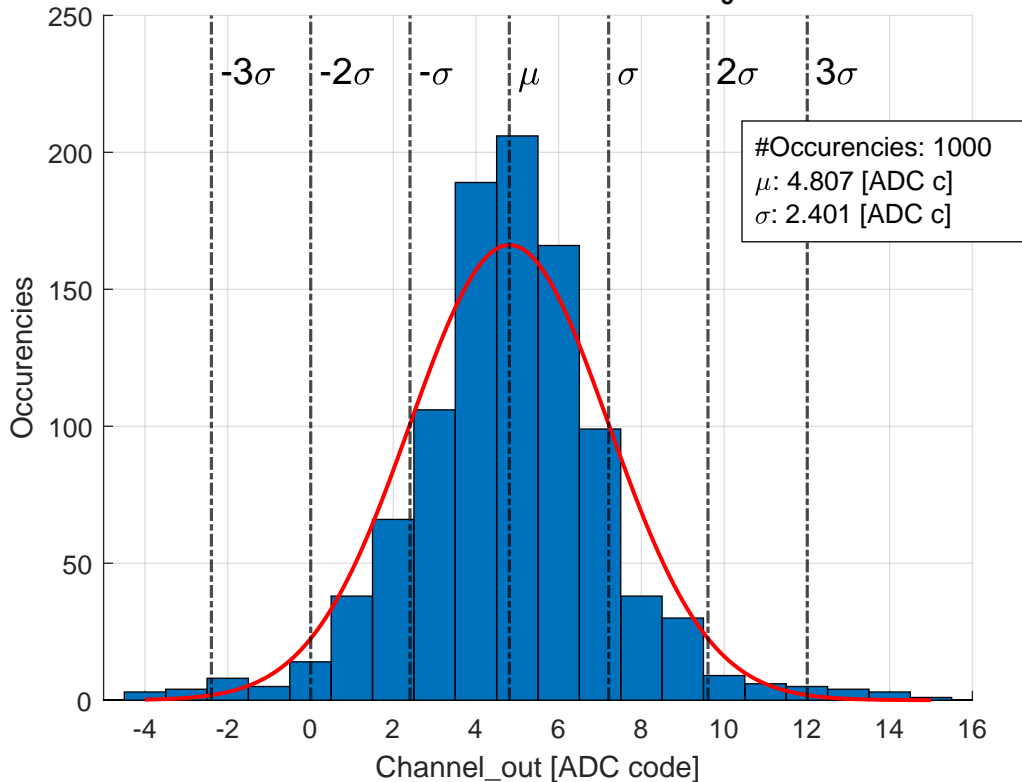 250
-3σ
-2σ
-σ
μ
σ
2σ
3σ
200
#Occurencies: 1000
μ: 4.807 [ADC c]
σ: 2.401 [ADC c]
150
Occurencies
100
50
0
-4 -2 0 2 4 6 8 10 12 14 16
Channel_out [ADC code]